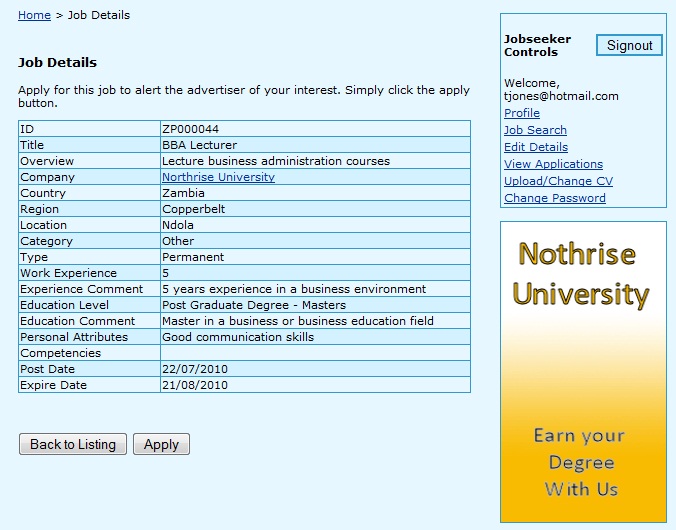 Home > Job Details
Job Details
Apply for this job to alert the advertiser of your interest. Simply click the apply
button.
ID ZP000044
Title BBA Lecturer
Overview Lecture business administration courses
Company Northrise University
Country Zambia
Region Copperbelt
Location Ndola
Category Other
Type Permanent
Work Experience 5
Experience Comment 5 years experience in a business environment
Education Level Post Graduate Degree - Masters
Education Comment Master in a business or business education field
Personal Attributes Good communication skills
Competencies
Post Date 22/07/2010
Expire Date 21/08/2010
Back to Listing Apply
Jobseeker
Controls
Signout
Welcome,
tjones@hotmail.com
Profile
Job Search
Edit Details
View Applications
Upload/Change CV
Change Password
Nothrise
University
Earn your
Degree
With Us